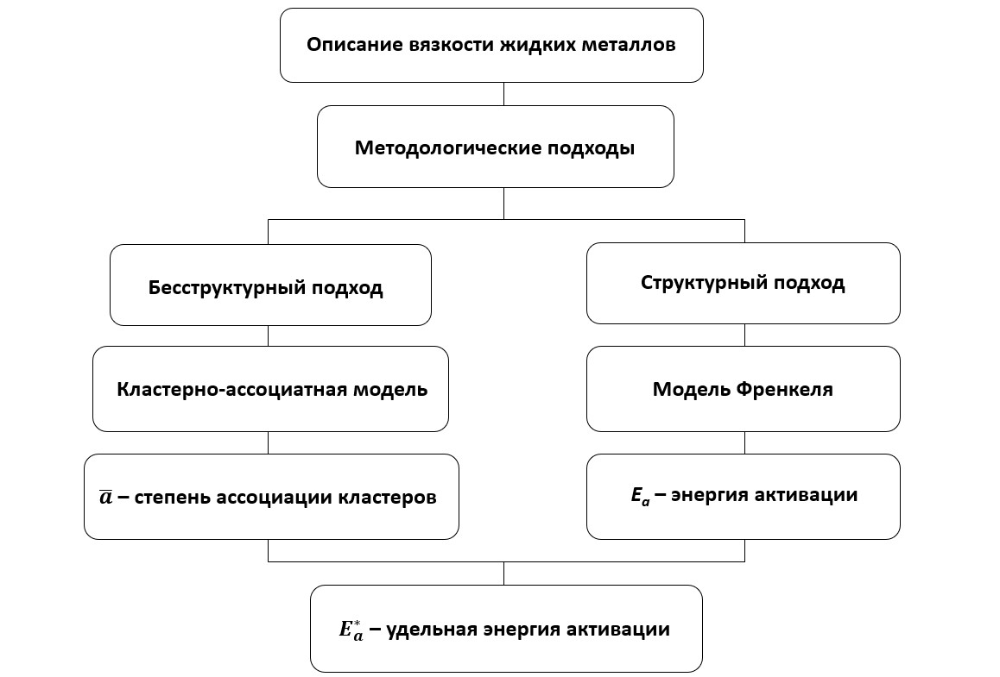 Описание вязкости жидких металлов
Методологические подходы
Бесструктурный подход
Структурный подход
Кластерно-ассоциатная модель
Модель Френкеля
a̅ – степень ассоциации кластеров
Eₐ – энергия активации
Eₐ* – удельная энергия активации